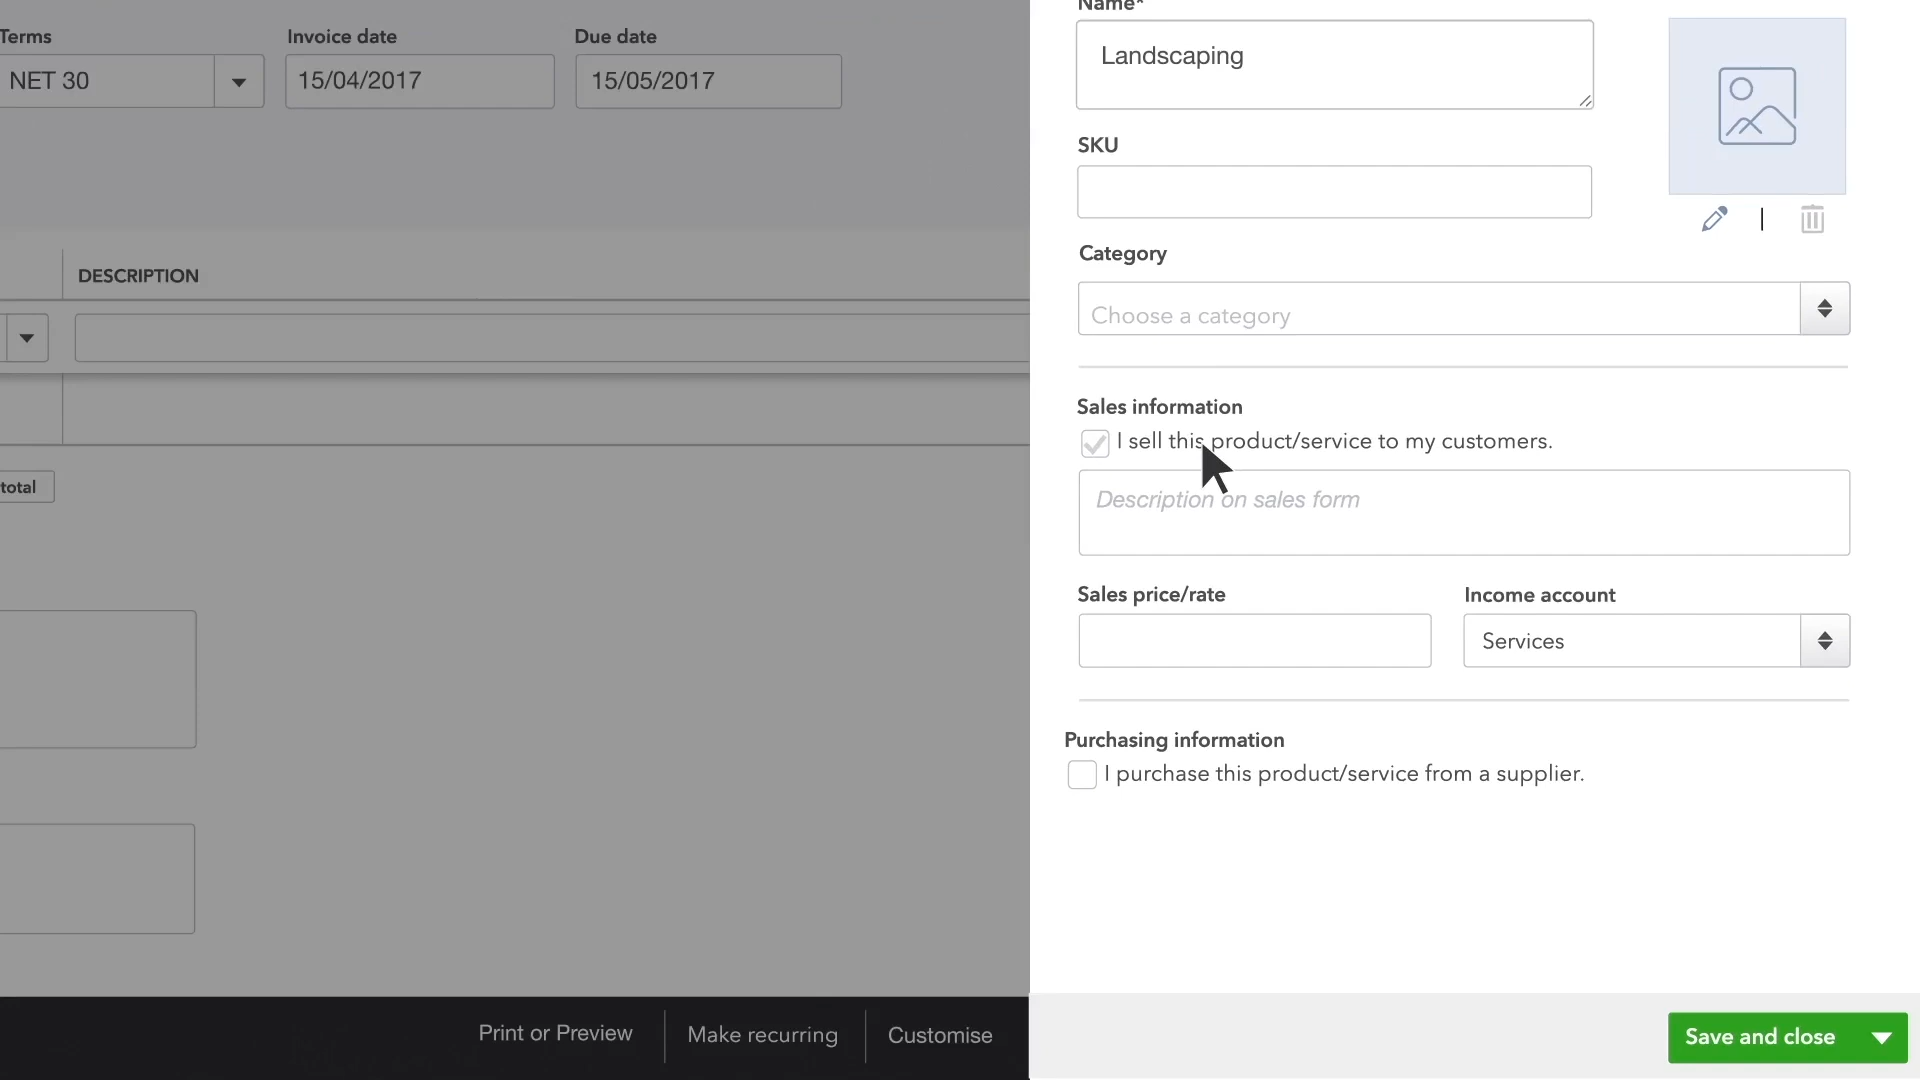 Terms
Invoice date
Due date
NET 30
15/04/2017
15/05/2017
DESCRIPTION
total
Print or Preview
Make recurring
Customise
Name*
Landscaping
SKU
Category
Choose a category
Sales information
I sell this product/service to my customers.
Description on sales form
Sales price/rate
Income account
Services
Purchasing information
I purchase this product/service from a supplier.
Save and close